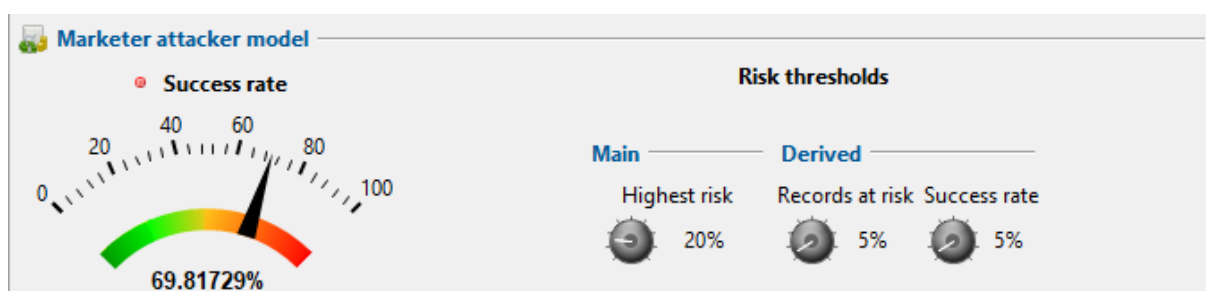 Marketer attacker model
Success rate
0
20
40
60
80
100
69.81729%
Risk thresholds
Main
Derived
Highest risk
Records at risk
Success rate
20%
5%
5%